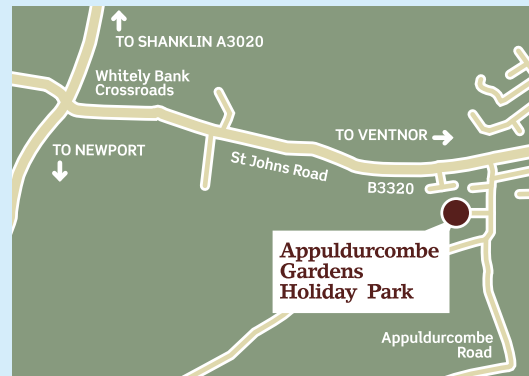 TO SHANKLIN A3020
Whitely Bank
Crossroads
TO NEWPORT
TO VENTNOR
St Johns Road
B3320
Appuldurcombe
Gardens
Holiday Park
Appuldurcombe
Road